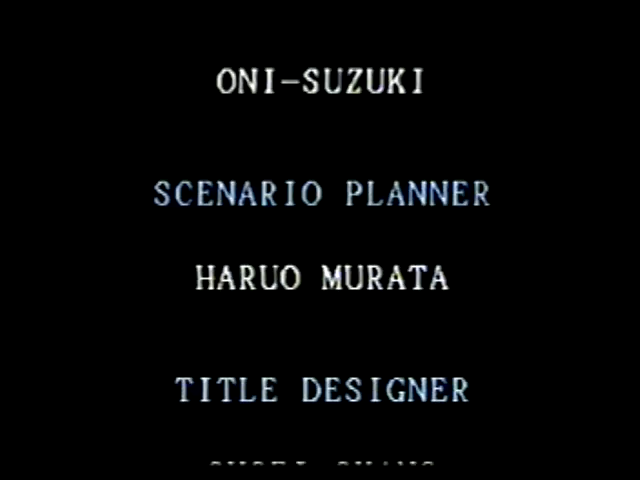 ONI-SUZUKI
SCENARIO PLANNER
HARUO MURATA
TITLE DESIGNER